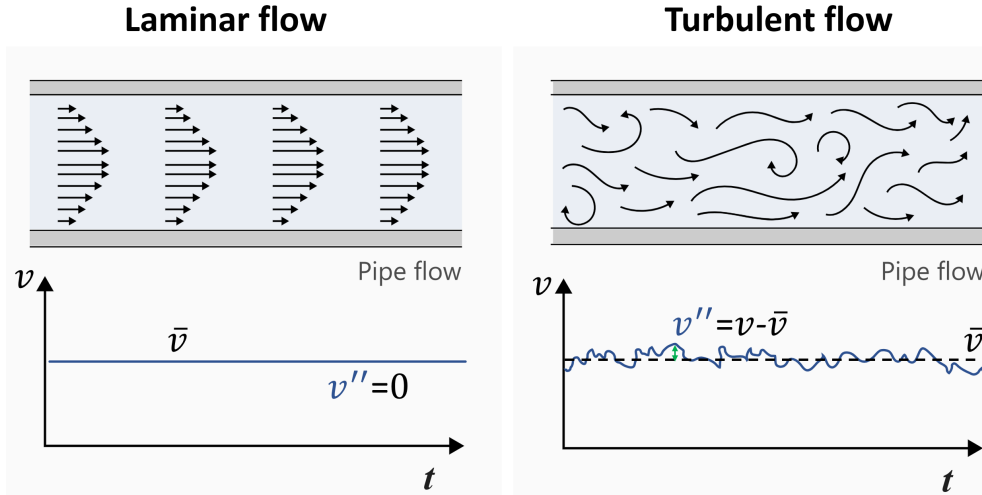 Laminar flow
Pipe flow
v
v̄
v′′=0
t
Turbulent flow
Pipe flow
v
v′′=v-v̄
v̄
t